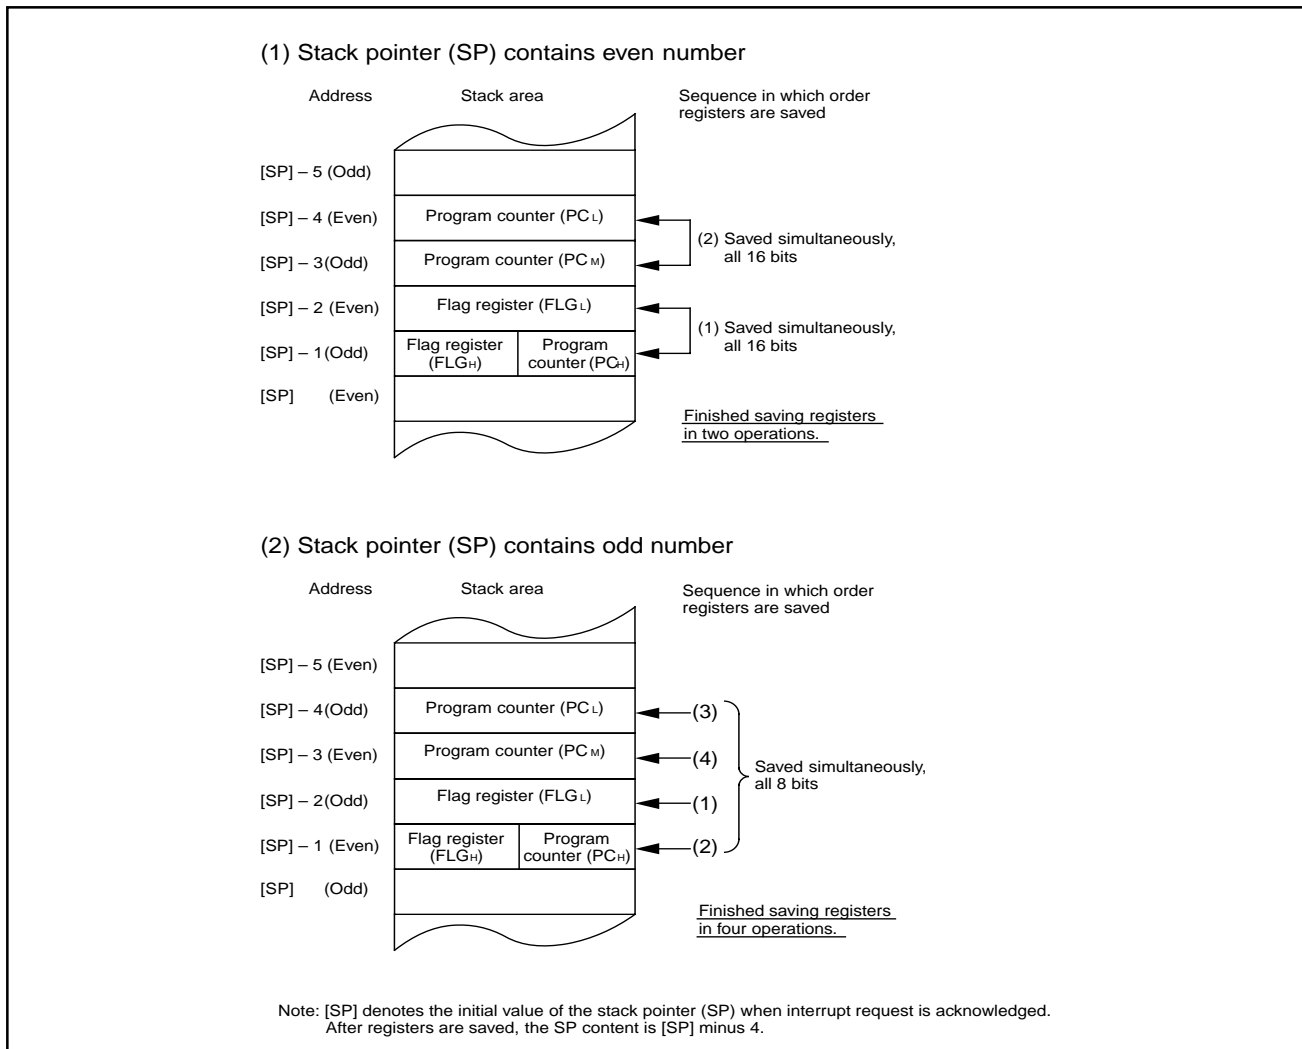 (1) Stack pointer (SP) contains even number
Address
Stack area
Sequence in which order
registers are saved
[SP] – 5 (Odd)
[SP] – 4 (Even)
Program counter (PCL)
[SP] – 3(Odd)
Program counter (PCM)
(2) Saved simultaneously,
all 16 bits
[SP] – 2 (Even)
Flag register (FLGL)
[SP] – 1(Odd)
Flag register
(FLGH)
Program
counter (PCH)
(1) Saved simultaneously,
all 16 bits
[SP] (Even)
Finished saving registers
in two operations.
(2) Stack pointer (SP) contains odd number
Address
Stack area
Sequence in which order
registers are saved
[SP] – 5 (Even)
[SP] – 4(Odd)
Program counter (PCL)
(3)
[SP] – 3 (Even)
Program counter (PCM)
(4)
Saved simultaneously,
all 8 bits
[SP] – 2(Odd)
Flag register (FLGL)
(1)
[SP] – 1 (Even)
Flag register
(FLGH)
Program
counter (PCH)
(2)
[SP] (Odd)
Finished saving registers
in four operations.
Note: [SP] denotes the initial value of the stack pointer (SP) when interrupt request is acknowledged.
After registers are saved, the SP content is [SP] minus 4.